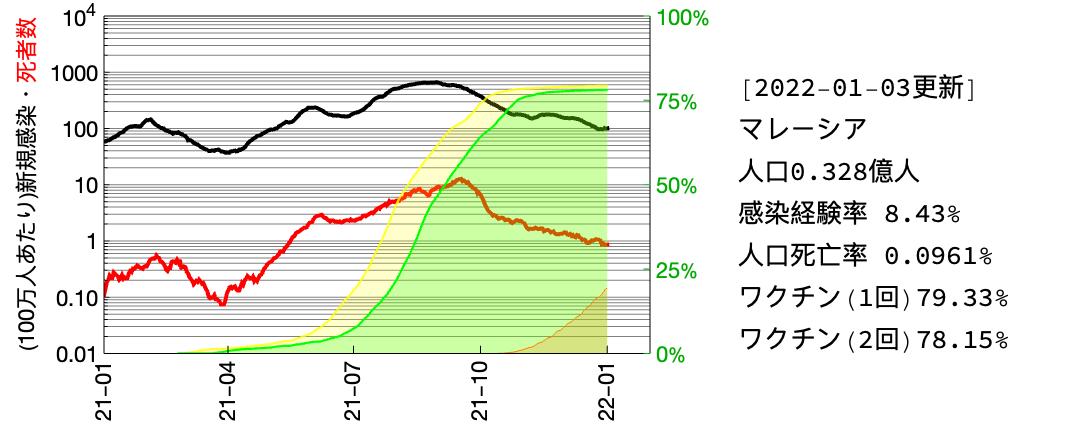 (100万人あたり)新規感染・死者数
10⁴
1000
100
10
1
0.10
0.01
100%
75%
50%
25%
0%
21-01
21-04
21-07
21-10
22-01
[2022-01-03更新]
マレーシア
人口0.328億人
感染経験率 8.43%
人口死亡率 0.0961%
ワクチン(1回)79.33%
ワクチン(2回)78.15%